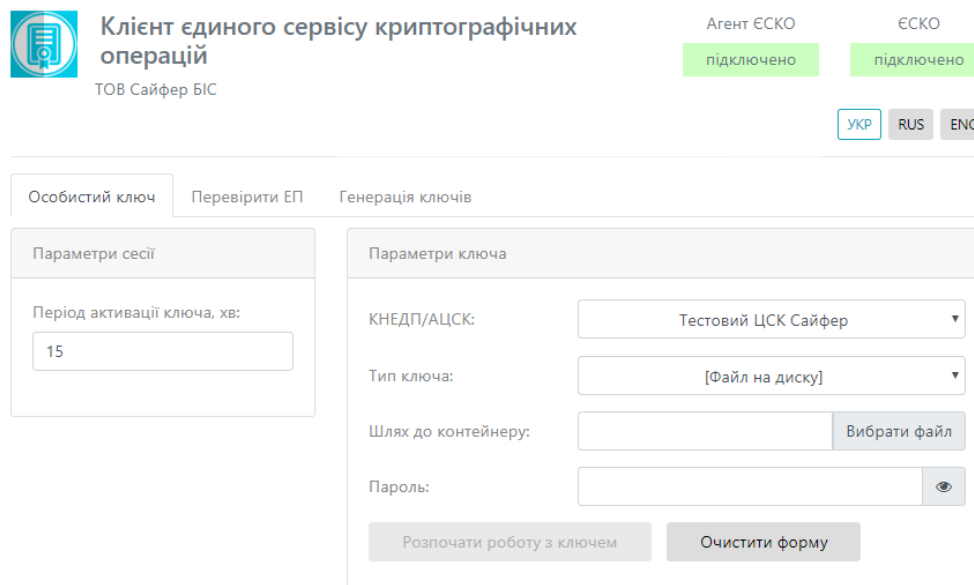 Клієнт єдиного сервісу криптографічних
операцій
ТОВ Сайфер БІС
Агент ЄСКО
ЄСКО
підключено
підключено
УКР RUS ENG
Особистий ключ Перевірити ЕП Генерація ключів
Параметри сесії
Період активації ключа, хв:
15
Параметри ключа
КНЕДП/АЦСК: Тестовий ЦСК Сайфер
Тип ключа: [Файл на диску]
Шлях до контейнеру: Вибрати файл
Пароль:
Розпочати роботу з ключем Очистити форму